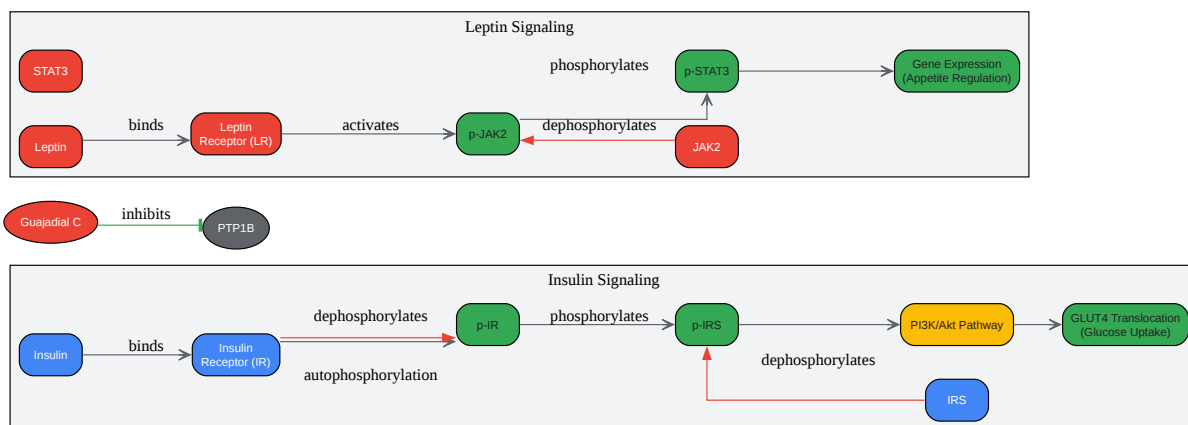 Leptin Signaling
STAT3
phosphorylates
p-STAT3
Gene Expression
(Appetite Regulation)
Leptin
binds
Leptin
Receptor (LR)
activates
p-JAK2
dephosphorylates
JAK2
Guajadial C
inhibits
PTP1B
Insulin Signaling
Insulin
binds
Insulin
Receptor (IR)
dephosphorylates
autophosphorylation
p-IR
phosphorylates
p-IRS
PI3K/Akt Pathway
GLUT4 Translocation
(Glucose Uptake)
dephosphorylates
IRS